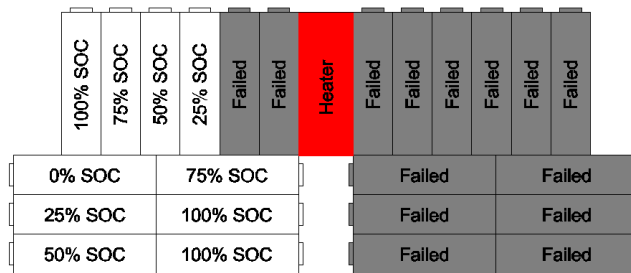 100% SOC
75% SOC
50% SOC
25% SOC
Failed
Failed
Heater
Failed
Failed
Failed
Failed
Failed
Failed
0% SOC 75% SOC Failed Failed
25% SOC 100% SOC Failed Failed
50% SOC 100% SOC Failed Failed